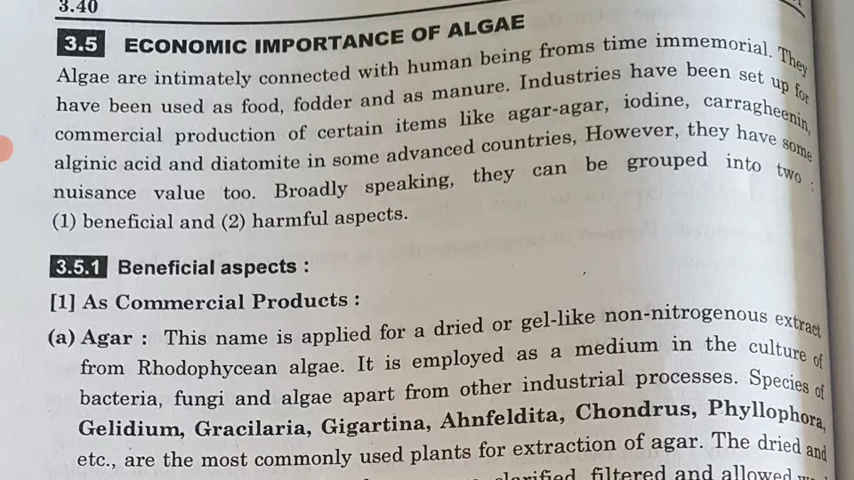 3.40
3.5 ECONOMIC IMPORTANCE OF ALGAE
Algae are intimately connected with human being froms time immemorial. They
have been used as food, fodder and as manure. Industries have been set up for
commercial production of certain items like agar-agar, iodine, carragheenin,
alginic acid and diatomite in some advanced countries, However, they have some
nuisance value too. Broadly speaking, they can be grouped into two :
(1) beneficial and (2) harmful aspects.
3.5.1 Beneficial aspects :
[1] As Commercial Products :
(a) Agar : This name is applied for a dried or gel-like non-nitrogenous extract
from Rhodophycean algae. It is employed as a medium in the culture of
bacteria, fungi and algae apart from other industrial processes. Species of
Gelidium, Gracilaria, Gigartina, Ahnfeldita, Chondrus, Phyllophora,
etc., are the most commonly used plants for extraction of agar. The dried and
clarified, filtered and allowed